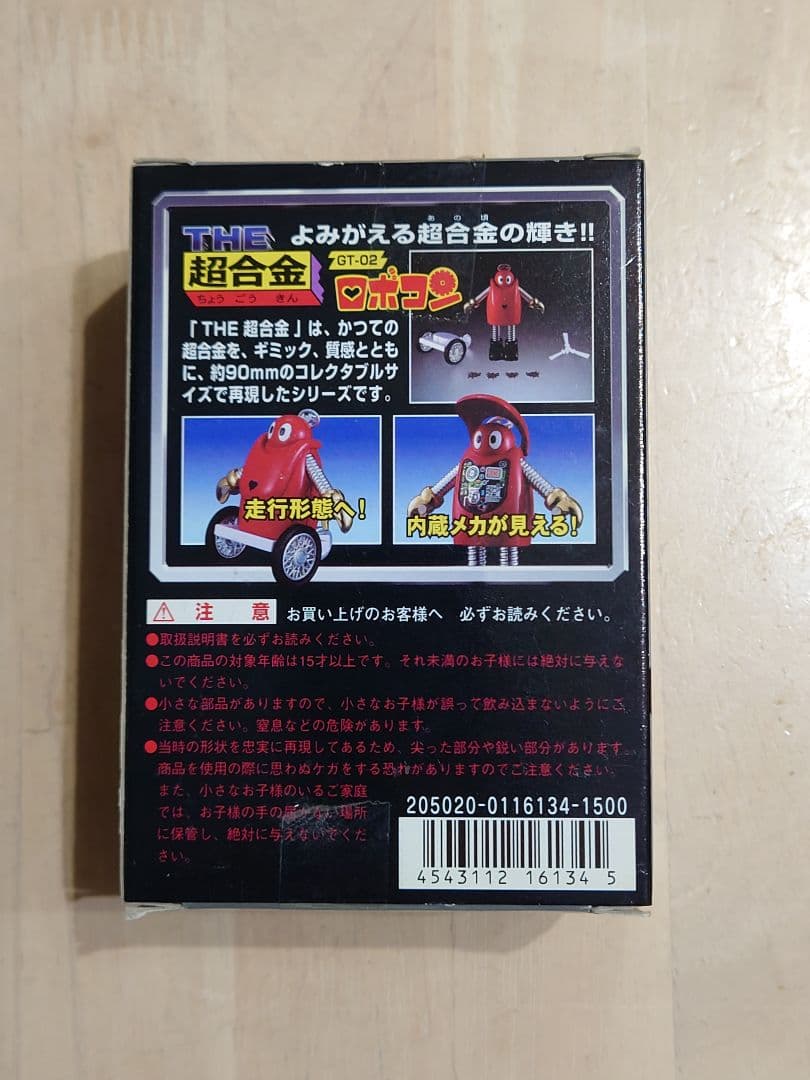 THE
超合金
ちょう ごう きん
よみがえる超合金の輝き!!
あの頃
GT-02
ロボコン
「THE 超合金」は、かつての
超合金を、ギミック、質感ととも
に、約90mmのコレクタブルサ
イズで再現したシリーズです。
走行形態へ!
内蔵メカが見える!
注 意 お買い上げのお客様へ 必ずお読みください。
●取扱説明書を必ずお読みください。
●この商品の対象年齢は15才以上です。それ未満のお子様には絶対に与えな
いでください。
●小さな部品がありますので、小さなお子様が誤って飲み込まないようにご
注意ください。窒息などの危険があります。
●当時の形状を忠実に再現してあるため、尖った部分や鋭い部分があります。
商品を使用の際に思わぬケガをする恐れがありますのでご注意ください。
また、小さなお子様のいるご家庭
では、お子様の手の届かない場所
に保管し、絶対に与えないでくだ
さい。
205020-0116134-1500
4543112 16134 5